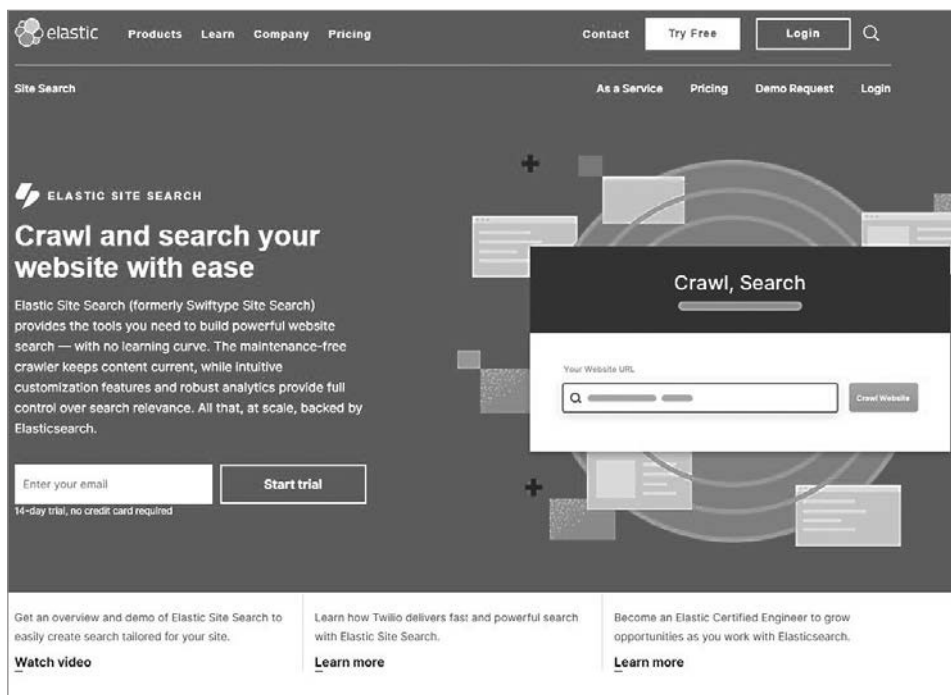 elastic Products Learn Company Pricing Contact Try Free Login
Site Search As a Service Pricing Demo Request Login
ELASTIC SITE SEARCH
Crawl and search your
website with ease
Elastic Site Search (formerly Swiftype Site Search)
provides the tools you need to build powerful website
search — with no learning curve. The maintenance-free
crawler keeps content current, while intuitive
customization features and robust analytics provide full
control over search relevance. All that, at scale, backed by
Elasticsearch.
Enter your email Start trial
14-day trial, no credit card required
Crawl, Search
Your Website URL
Crawl Website
Get an overview and demo of Elastic Site Search to
easily create search tailored for your site.
Watch video
Learn how Twilio delivers fast and powerful search
with Elastic Site Search.
Learn more
Become an Elastic Certified Engineer to grow
opportunities as you work with Elasticsearch.
Learn more